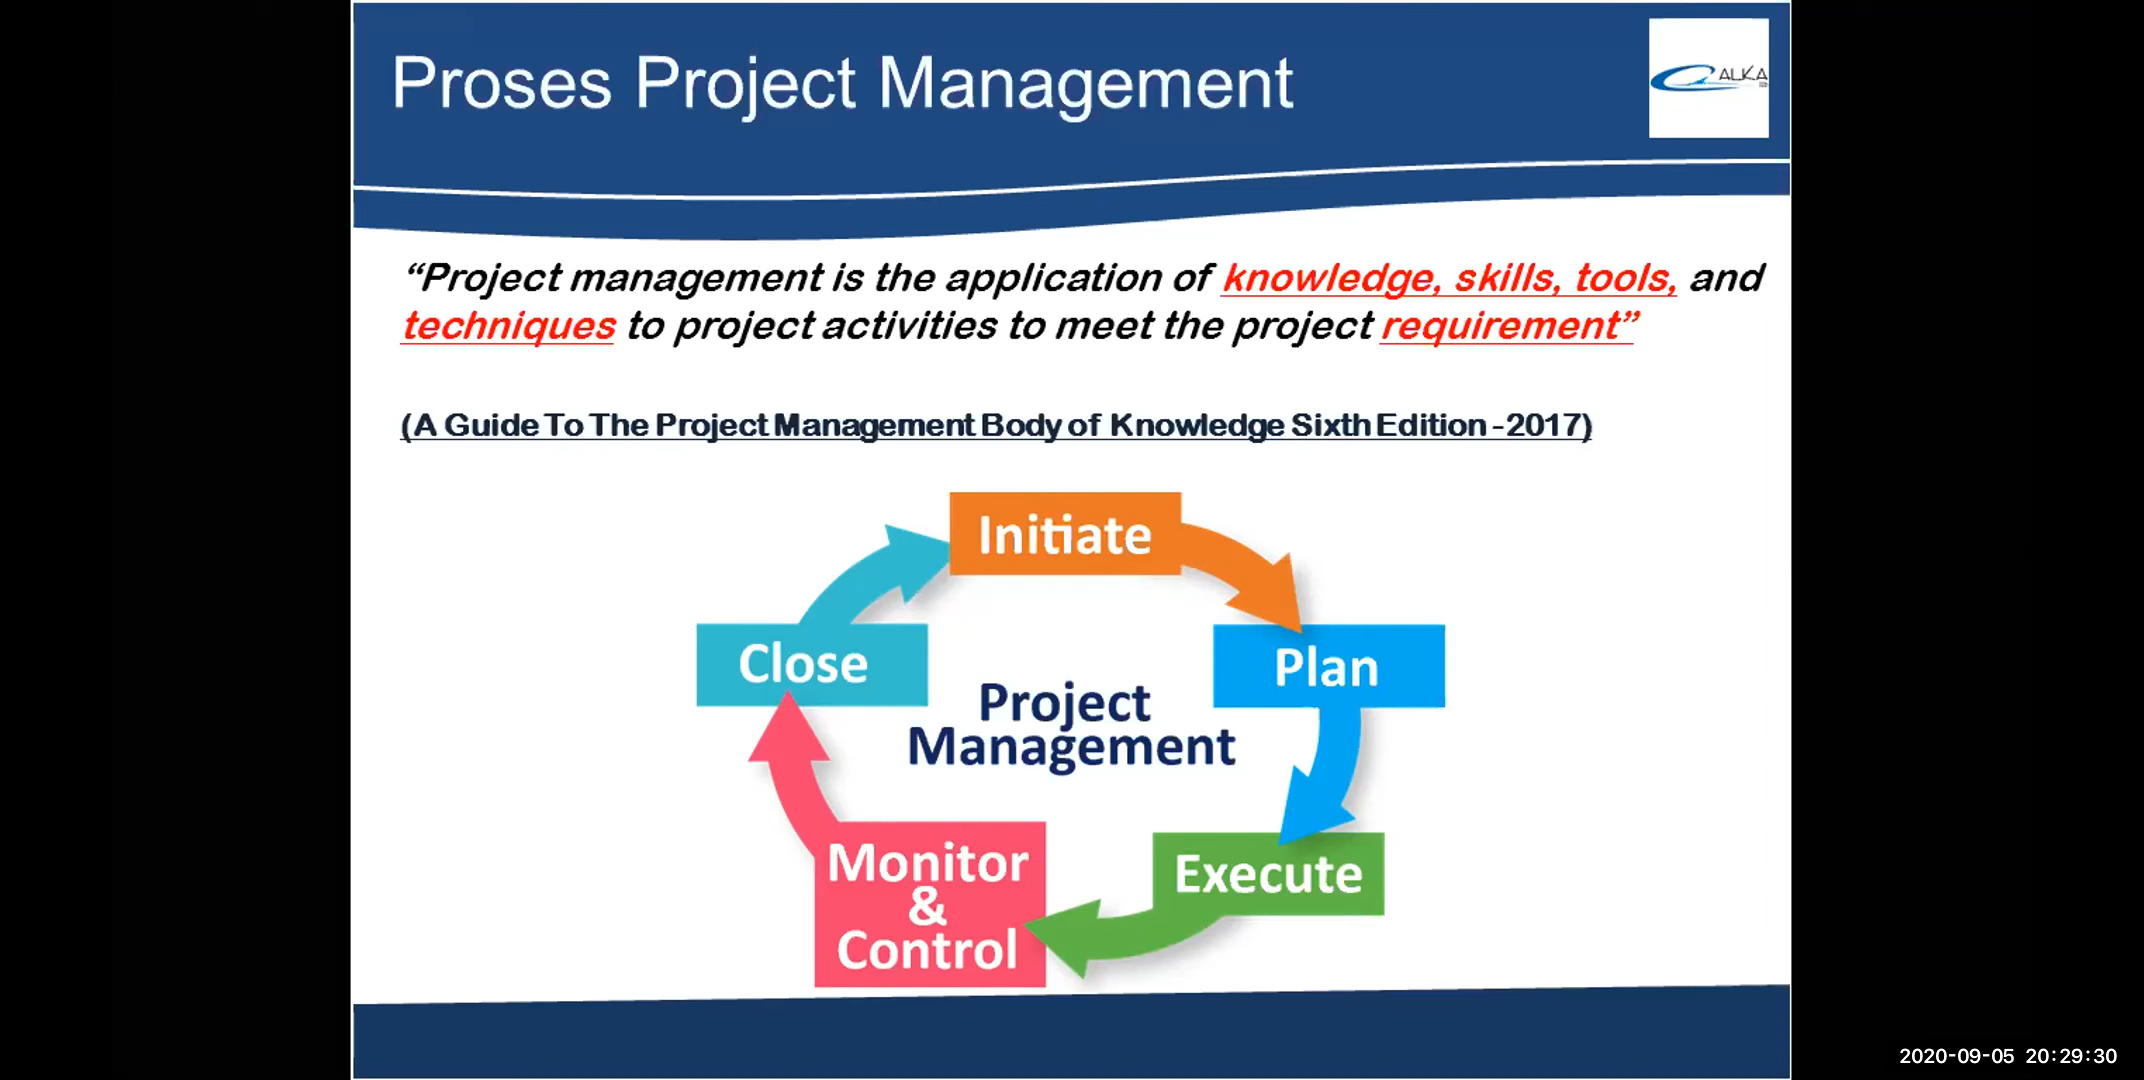 Proses Project Management
ALKA
“Project management is the application of knowledge, skills, tools, and
techniques to project activities to meet the project requirement”
(A Guide To The Project Management Body of Knowledge Sixth Edition -2017)
Initiate
Close
Plan
Project
Management
Monitor
&
Control
Execute
2020-09-05 20:29:30